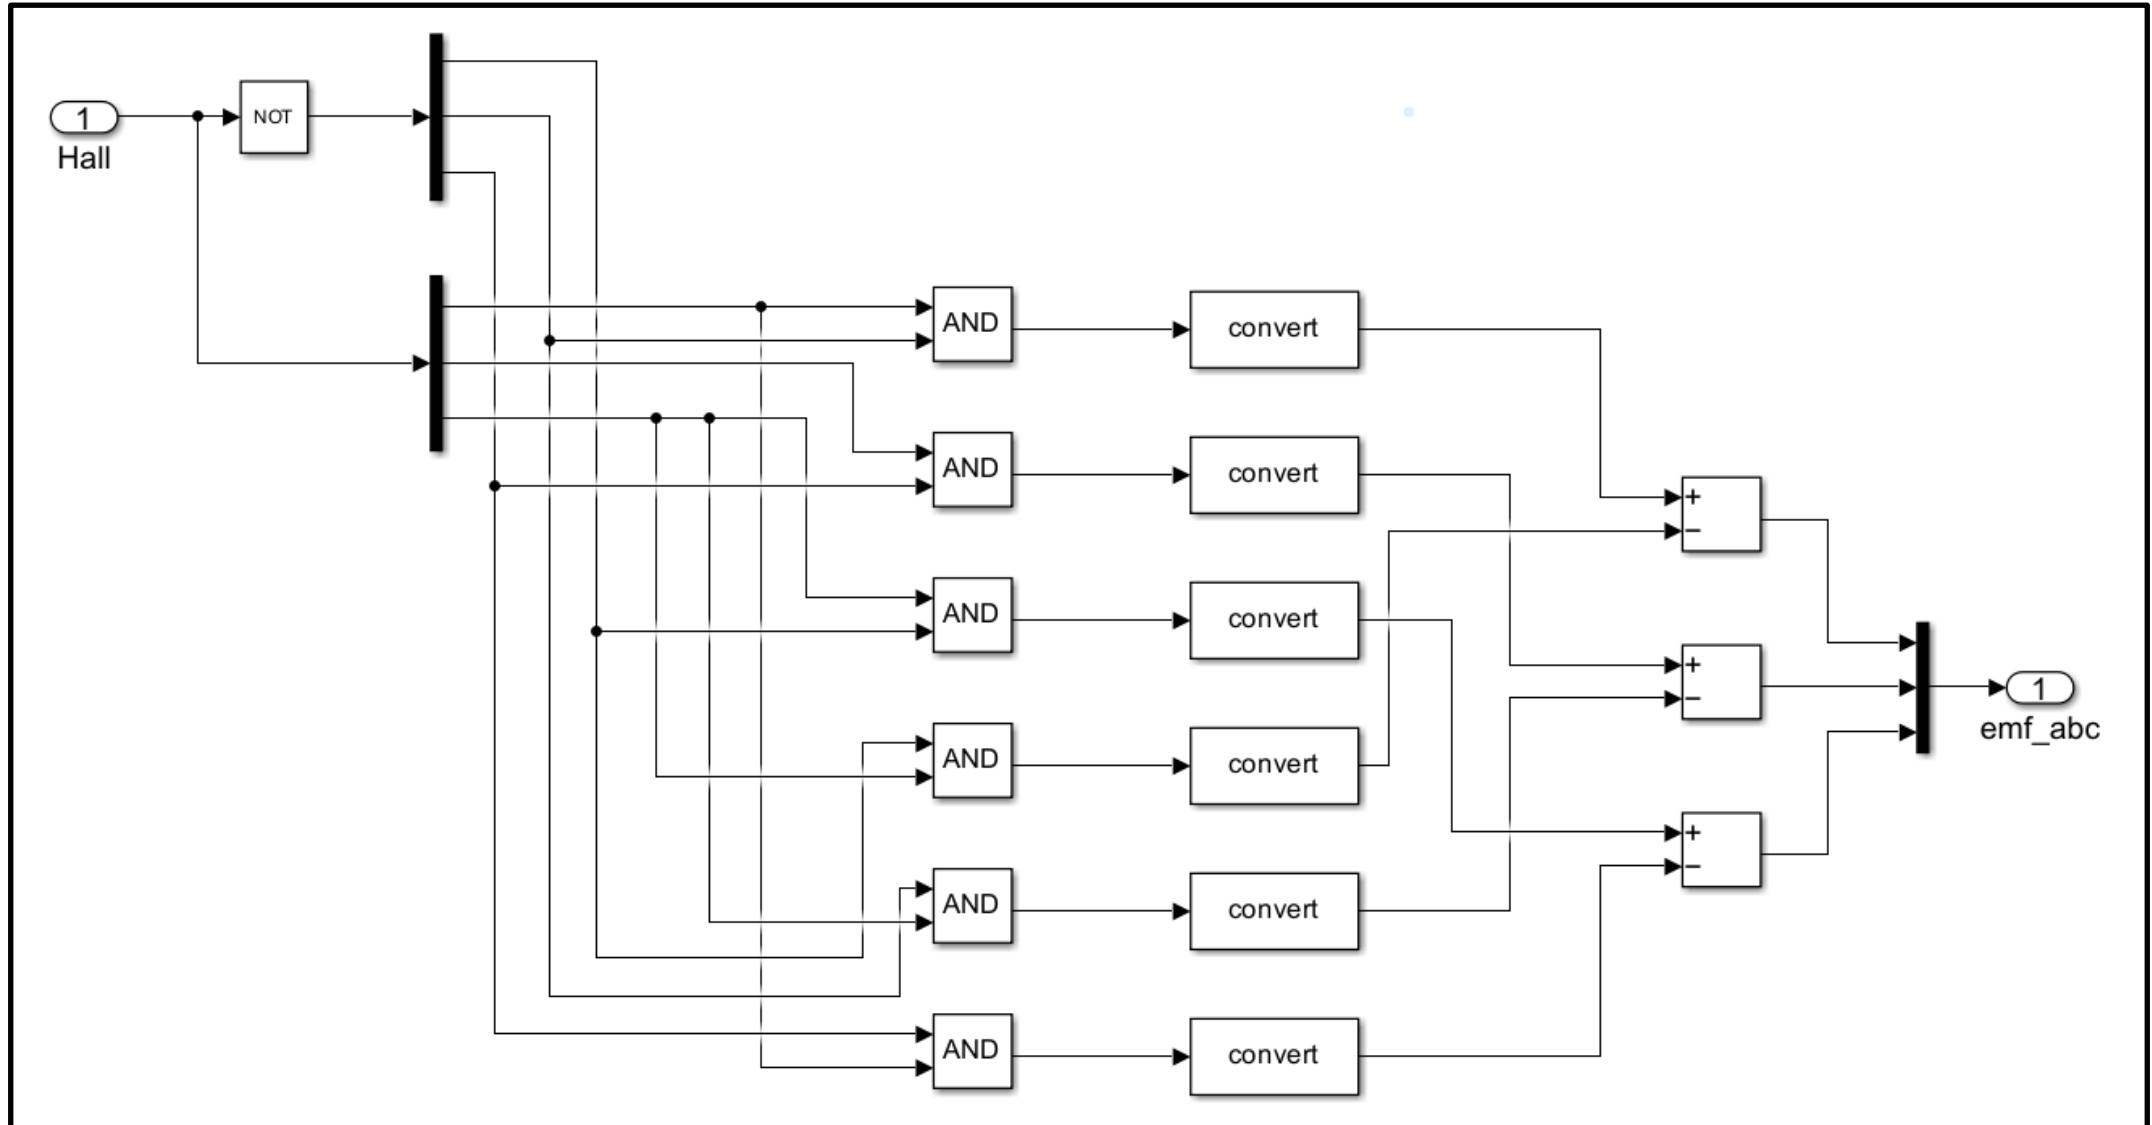 1
Hall
NOT
AND
convert
AND
convert
+
−
AND
convert
+
−
1
emf_abc
AND
convert
+
−
AND
convert
AND
convert